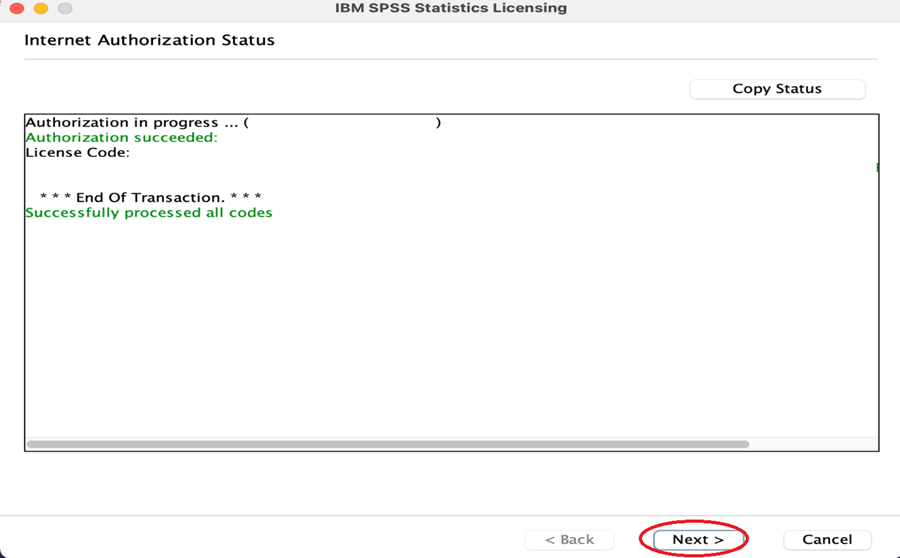 IBM SPSS Statistics Licensing
Internet Authorization Status
Copy Status
Authorization in progress ... ( )
Authorization succeeded:
License Code:
* * * End Of Transaction. * * *
Successfully processed all codes
< Back
Next >
Cancel